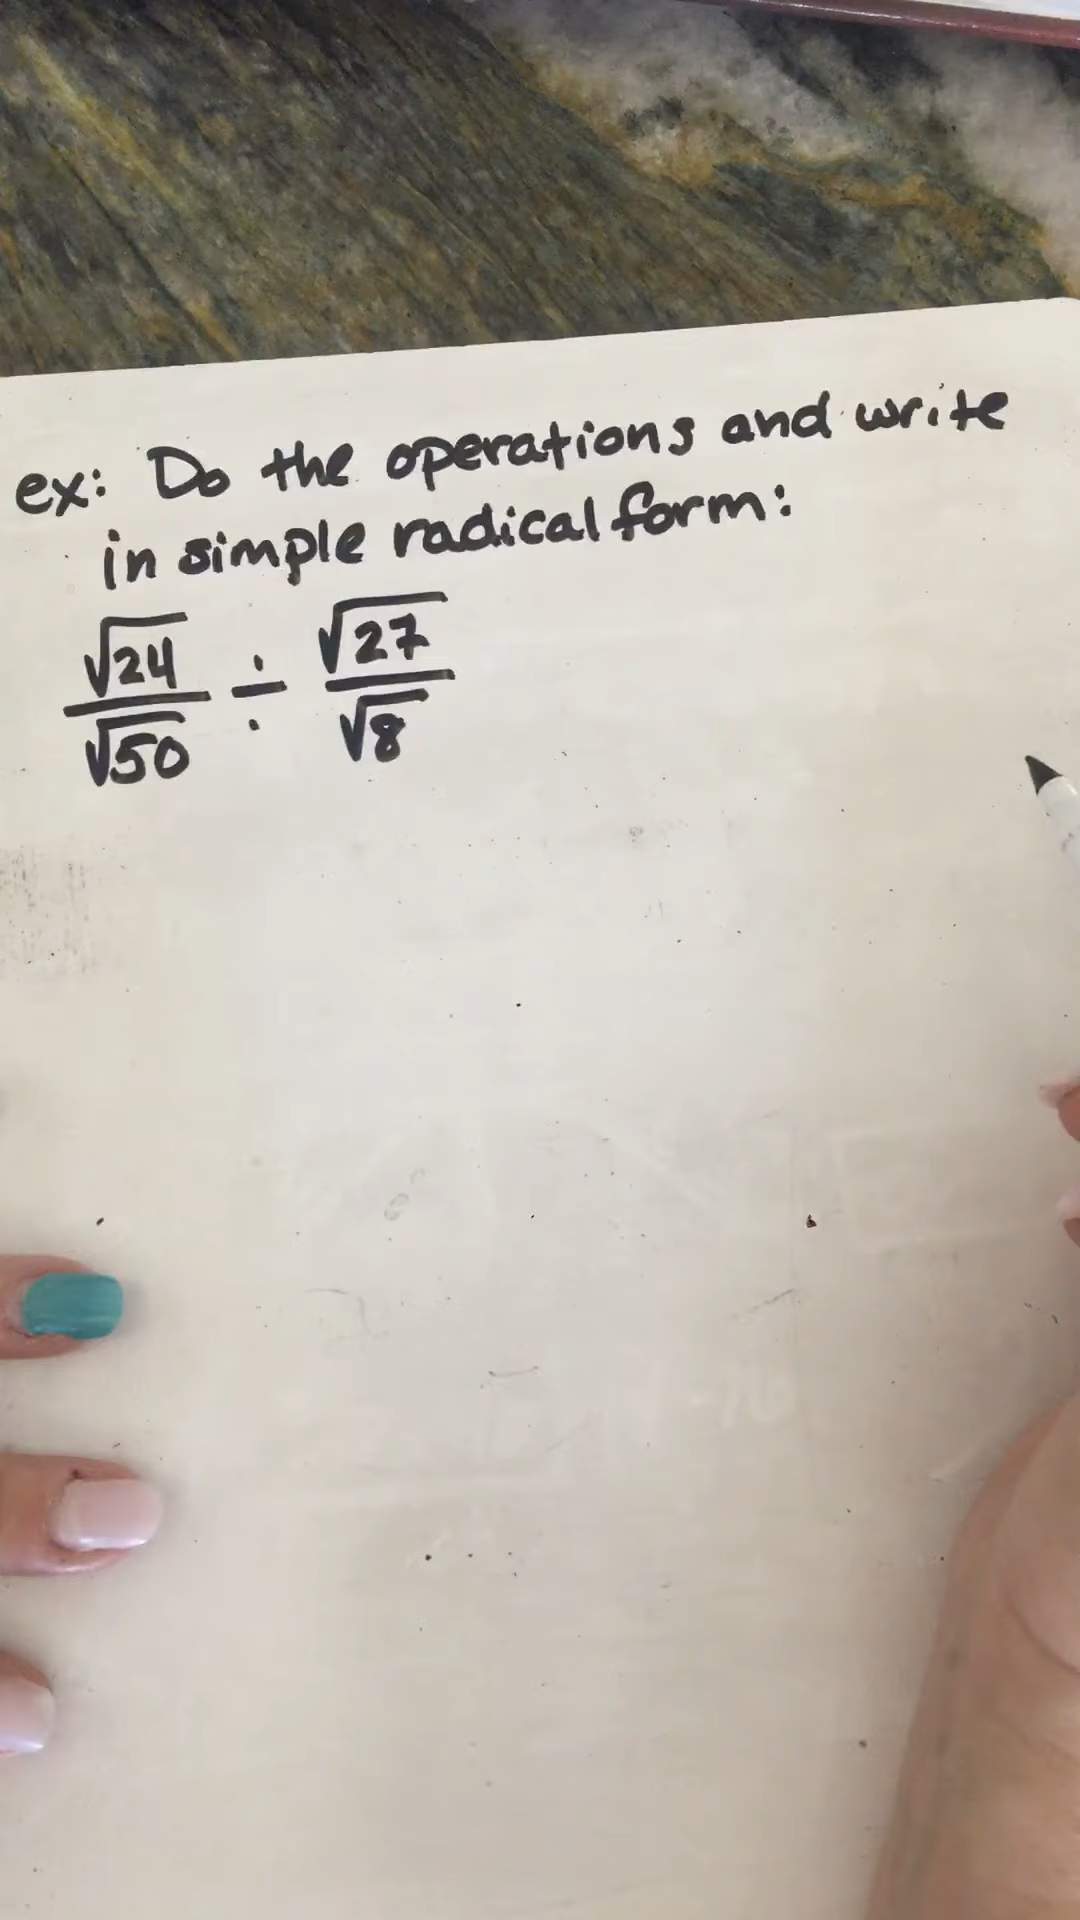 ex: Do the operations and write
in simple radical form:
√24/√50 ÷ √27/√8